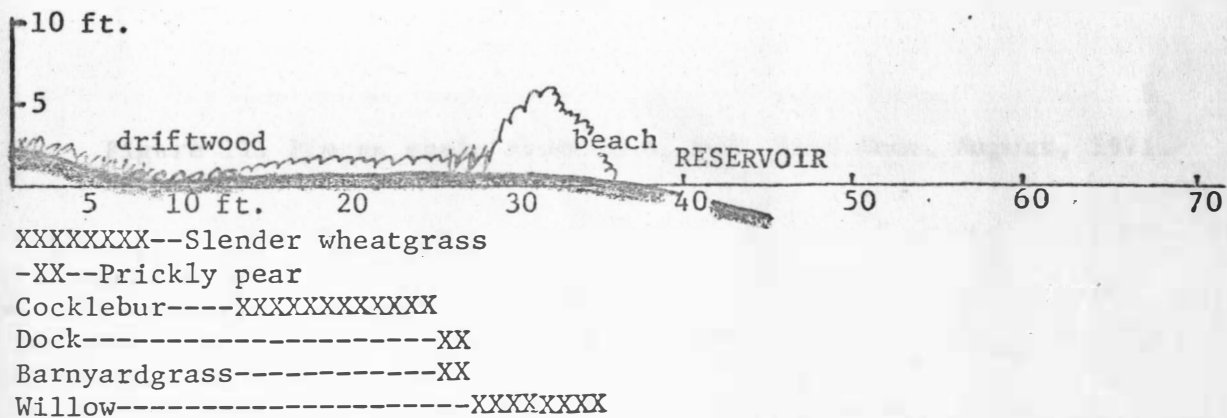 10 ft.
5
driftwood
beach
RESERVOIR
5 10 ft. 20 30 40 50 60 70
XXXXXXXX--Slender wheatgrass
-XX--Prickly pear
Cocklebur----XXXXXXXXXXXX
Dock---------------------XX
Barnyardgrass------------XX
Willow---------------------XXXXXXXX